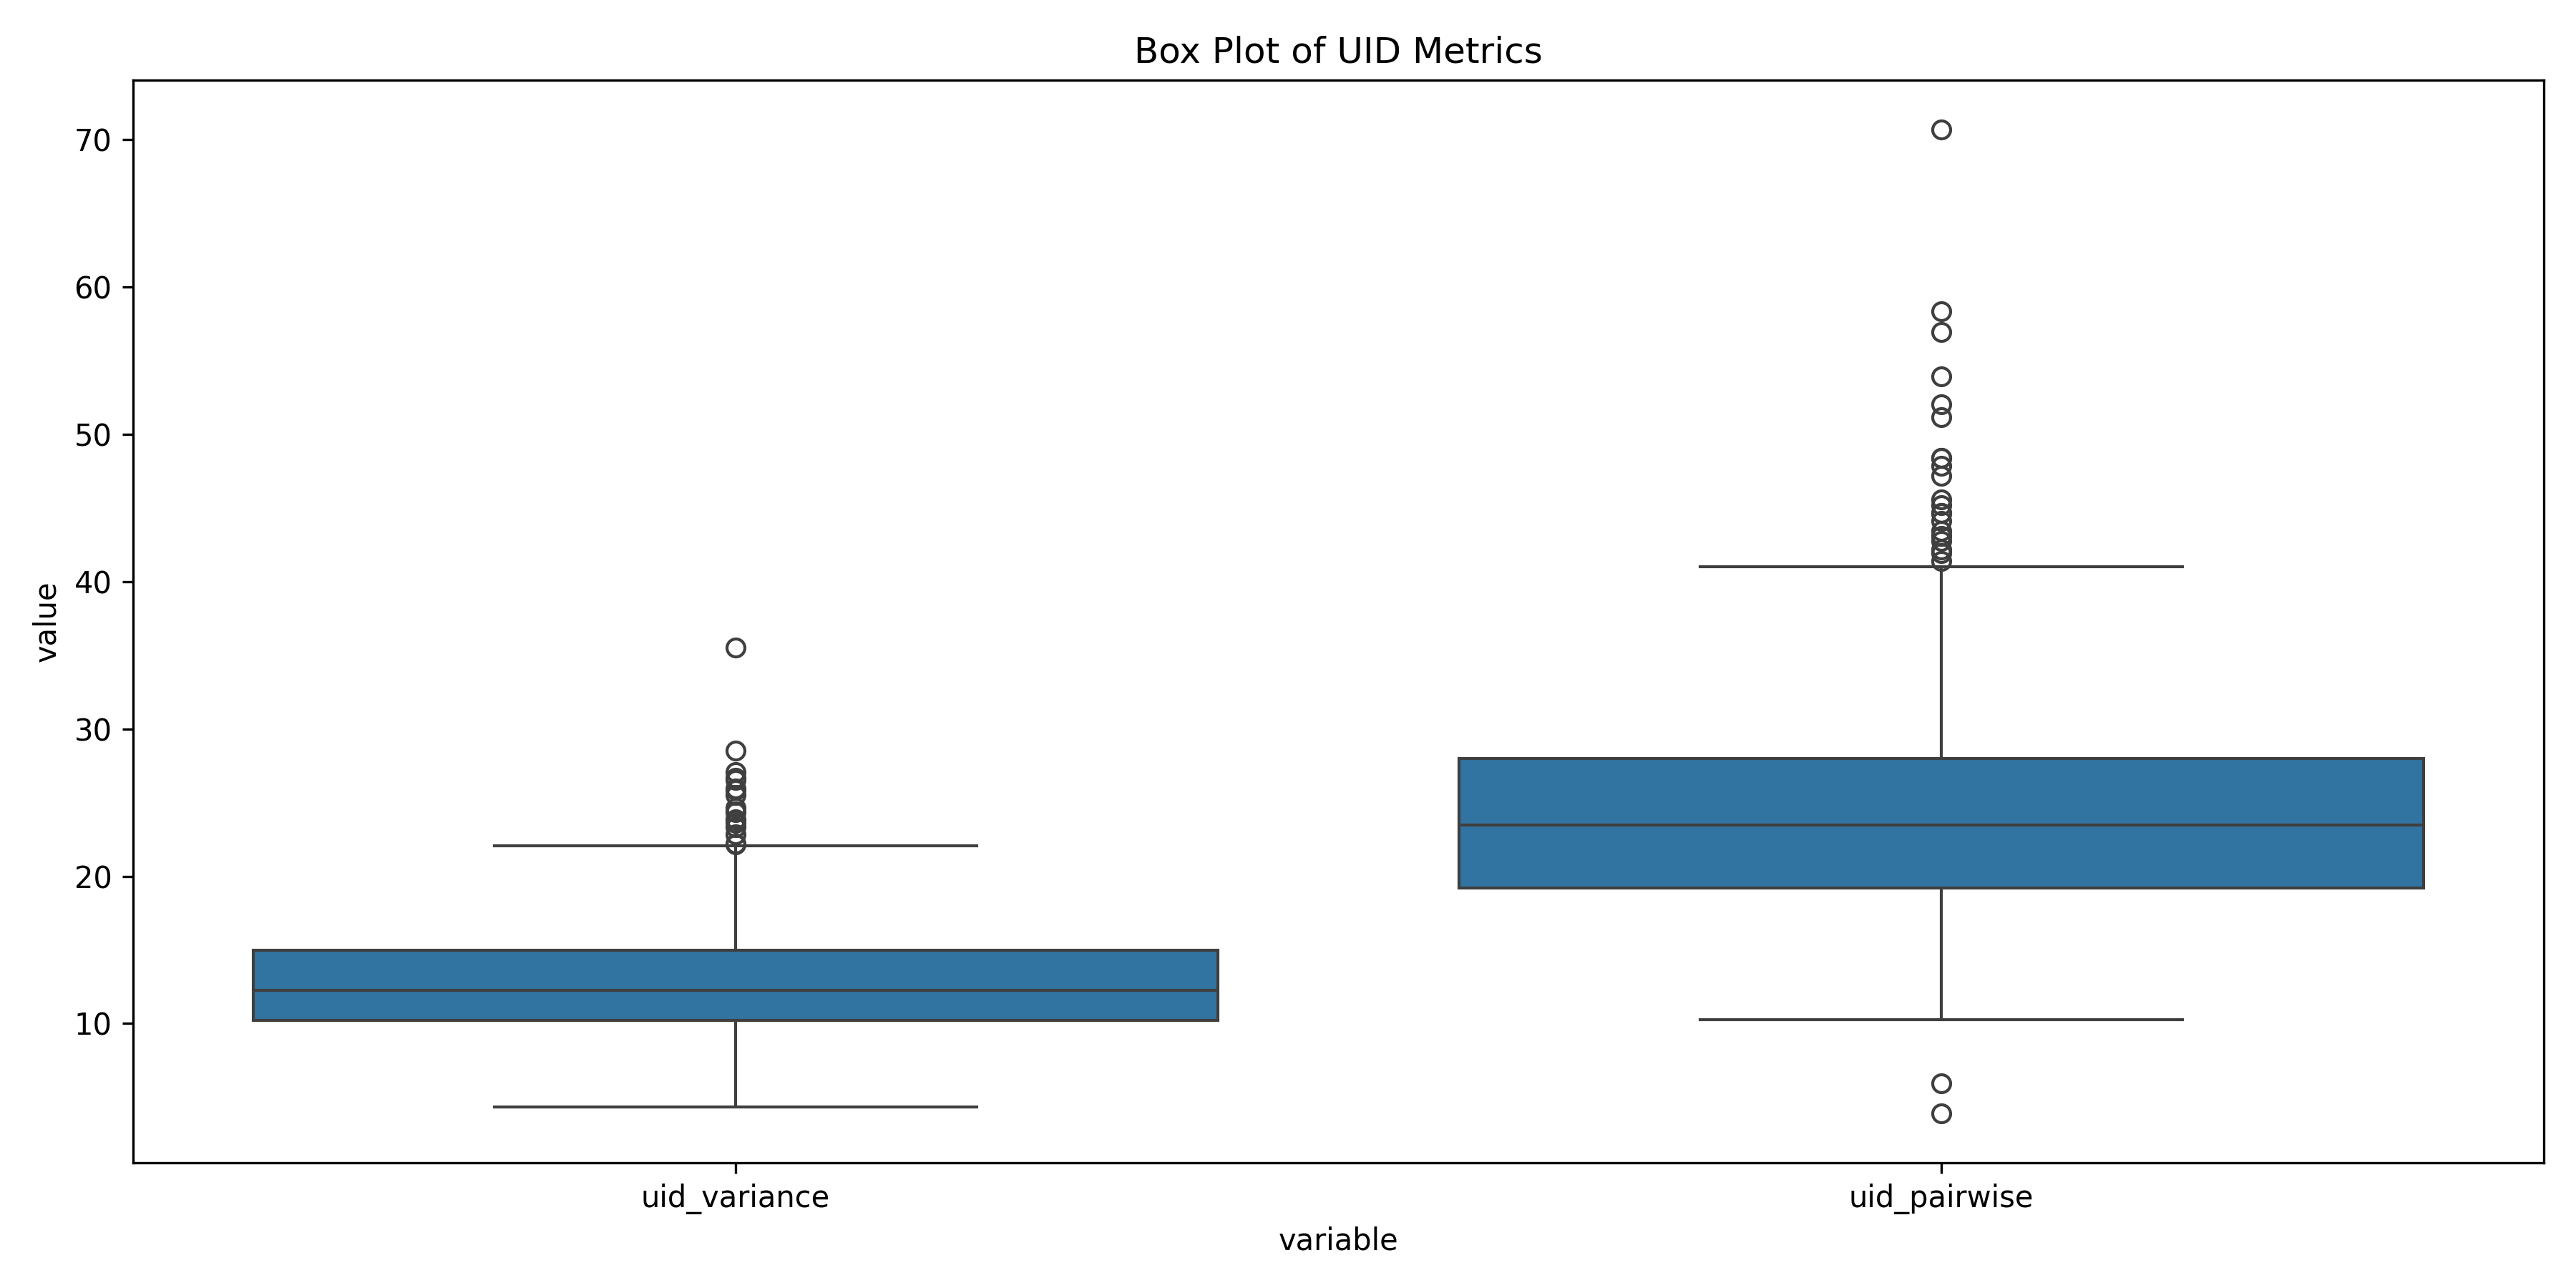 Box Plot of UID Metrics
70
60
50
40
30
20
10
value
uid_variance
uid_pairwise
variable